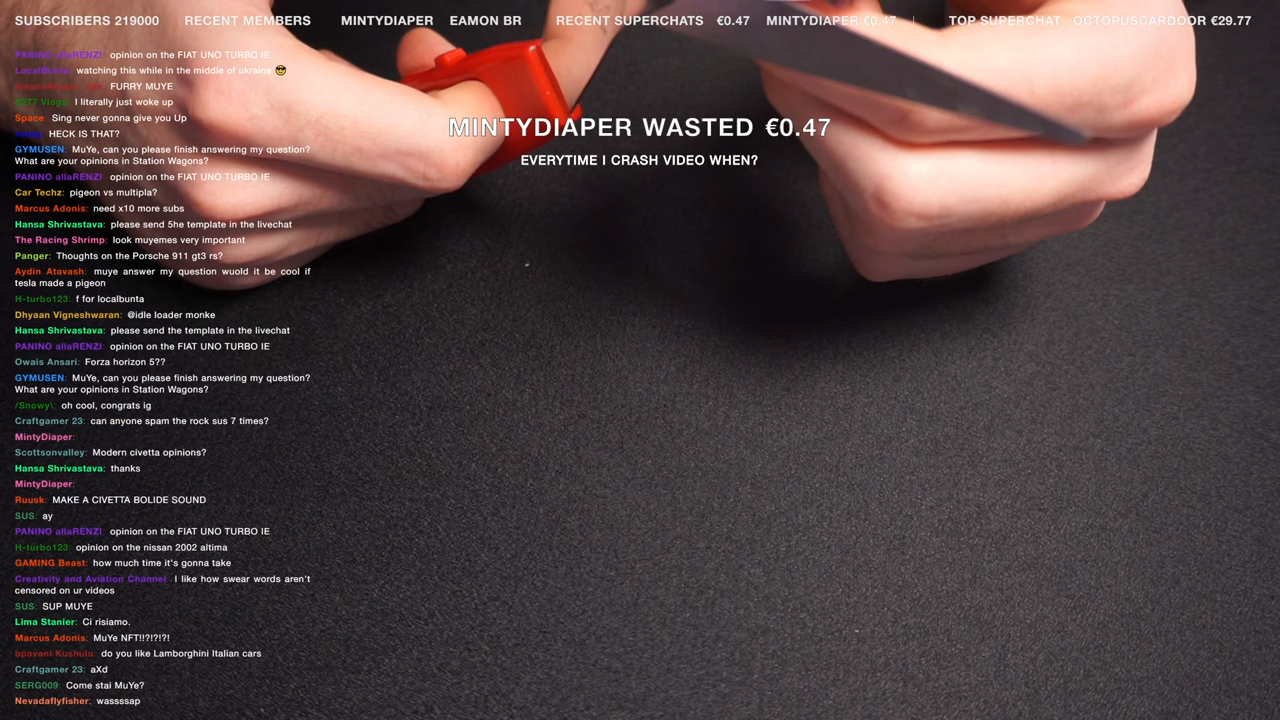 SUBSCRIBERS 219000 RECENT MEMBERS MINTYDIAPER EAMON BR RECENT SUPERCHATS €0.47 MINTYDIAPER €0.47 | TOP SUPERCHAT OCTOPUSCARDOOR €29.77
PANINO allaRENZI: opinion on the FIAT UNO TURBO IE
LocalBunta: watching this while in the middle of ukraine 😎
FURRY MUYE
Vlogs: I literally just woke up
Space: Sing never gonna give you Up
HECK IS THAT?
GYMUSEN: MuYe, can you please finish answering my question?
What are your opinions in Station Wagons?
PANINO allaRENZI: opinion on the FIAT UNO TURBO IE
Car Techz: pigeon vs multipla?
Marcus Adonis: need x10 more subs
Hansa Shrivastava: please send 5he template in the livechat
The Racing Shrimp: look muyemes very important
Panger: Thoughts on the Porsche 911 gt3 rs?
Aydin Atavash: muye answer my question wuold it be cool if
tesla made a pigeon
H-turbo123: f for localbunta
Dhyaan Vigneshwaran: @idle loader monke
Hansa Shrivastava: please send the template in the livechat
PANINO allaRENZI: opinion on the FIAT UNO TURBO IE
Owais Ansari: Forza horizon 5??
GYMUSEN: MuYe, can you please finish answering my question?
What are your opinions in Station Wagons?
/Snowy\: oh cool, congrats ig
Craftgamer 23: can anyone spam the rock sus 7 times?
MintyDiaper:
Scottsonvalley: Modern civetta opinions?
Hansa Shrivastava: thanks
MintyDiaper:
Ruusk: MAKE A CIVETTA BOLIDE SOUND
SUS: ay
PANINO allaRENZI: opinion on the FIAT UNO TURBO IE
H-turbo123: opinion on the nissan 2002 altima
GAMING Beast: how much time it's gonna take
Creativity and Aviation Channel: I like how swear words aren't
censored on ur videos
SUS: SUP MUYE
Lima Stanier: Ci risiamo.
Marcus Adonis: MuYe NFT!!?!?!?!
bpavani Kushulu: do you like Lamborghini Italian cars
Craftgamer 23: aXd
SERG009: Come stai MuYe?
Nevadaflyfisher: wassssap
MINTYDIAPER WASTED €0.47
EVERYTIME I CRASH VIDEO WHEN?